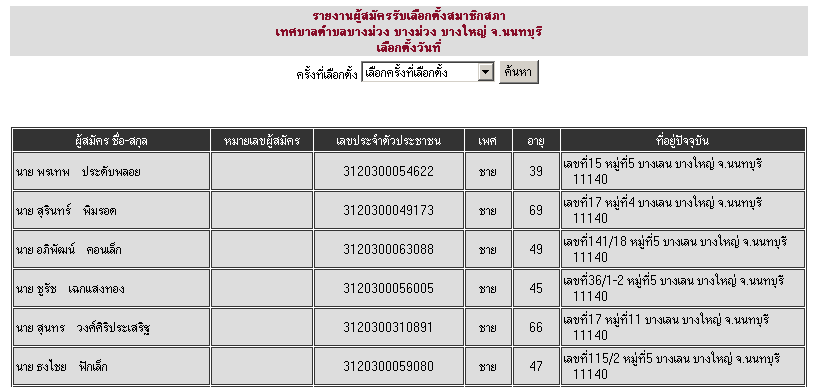 รายงานผู้สมัครรับเลือกตั้งสมาชิกสภา
เทศบาลตำบลบางม่วง บางม่วง บางใหญ่ จ.นนทบุรี
เลือกตั้งวันที่
ครั้งที่เลือกตั้ง เลือกครั้งที่เลือกตั้ง ค้นหา
ผู้สมัคร ชื่อ-สกุล หมายเลขผู้สมัคร เลขประจำตัวประชาชน เพศ อายุ ที่อยู่ปัจจุบัน
นาย พรเทพ ประดับพลอย 3120300054622 ชาย 39 เลขที่15 หมู่ที่5 บางเลน บางใหญ่ จ.นนทบุรี
11140
นาย สุรินทร์ พิมรอด 3120300049173 ชาย 69 เลขที่17 หมู่ที่4 บางเลน บางใหญ่ จ.นนทบุรี
11140
นาย อภิพัฒน์ คอนเล็ก 3120300063088 ชาย 49 เลขที่141/18 หมู่ที่5 บางเลน บางใหญ่ จ.นนทบุรี
11140
นาย ชูรัช เฉกแสงทอง 3120300056005 ชาย 45 เลขที่36/1-2 หมู่ที่5 บางเลน บางใหญ่ จ.นนทบุรี
11140
นาย สุนทร วงศ์ศิริประเสริฐ 3120300310891 ชาย 66 เลขที่17 หมู่ที่11 บางเลน บางใหญ่ จ.นนทบุรี
11140
นาย ธงไชย ฟักเล็ก 3120300059080 ชาย 47 เลขที่115/2 หมู่ที่5 บางเลน บางใหญ่ จ.นนทบุรี
11140